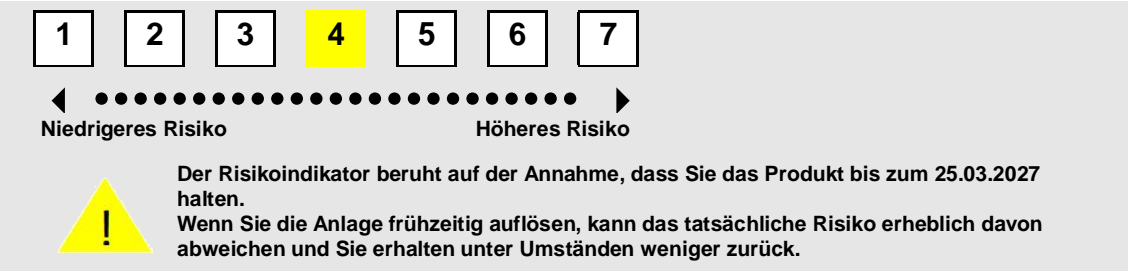 1 2 3 4 5 6 7
Niedrigeres Risiko Höheres Risiko
Der Risikoindikator beruht auf der Annahme, dass Sie das Produkt bis zum 25.03.2027
halten.
Wenn Sie die Anlage frühzeitig auflösen, kann das tatsächliche Risiko erheblich davon
abweichen und Sie erhalten unter Umständen weniger zurück.
!